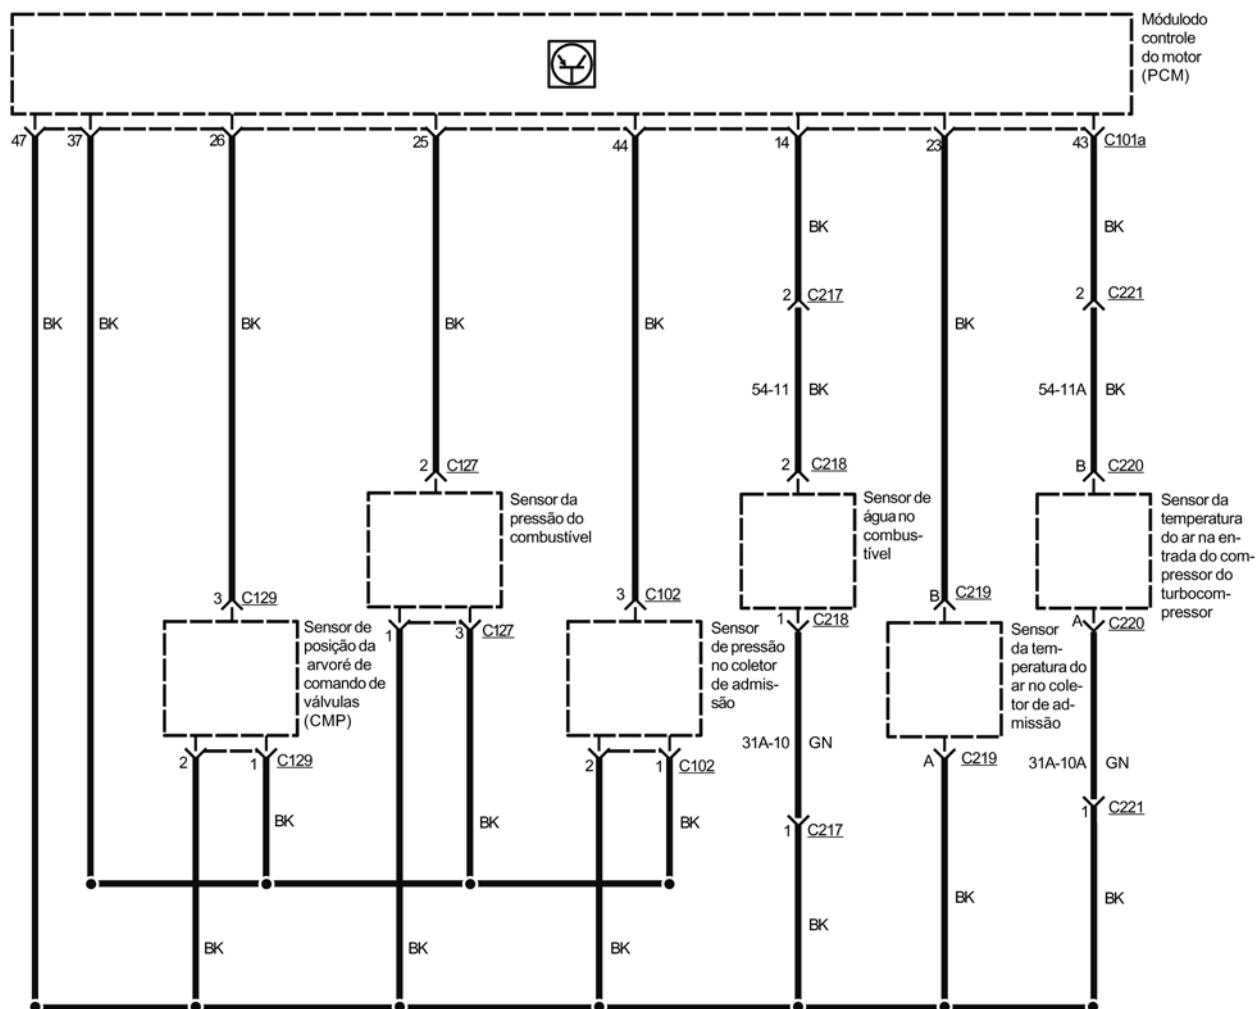 Módulodo
controle
do motor
(PCM)
47
37
26
25
44
14
23
43
C101a
BK
BK
2
C217
2
C221
BK
BK
BK
BK
BK
BK
54-11
BK
54-11A
BK
2
C127
2
C218
B
C220
Sensor da
pressão do
combustível
Sensor de
água no
combus-
tível
Sensor da
temperatura
do ar na en-
trada do com-
pressor do
turbocom-
pressor
3
C129
3
C102
B
C219
1
C218
A
C220
1
3
C127
Sensor de
posição da
arvoré de
comando de
válvulas
(CMP)
Sensor
de pressão
no coletor
de admis-
são
Sensor
da tem-
peratura do
ar no cole-
tor de ad-
missão
31A-10
GN
2
1
C129
2
1
C102
A
C219
31A-10A
GN
BK
BK
BK
1
C217
1
C221
BK
BK
BK
BK
BK
BK